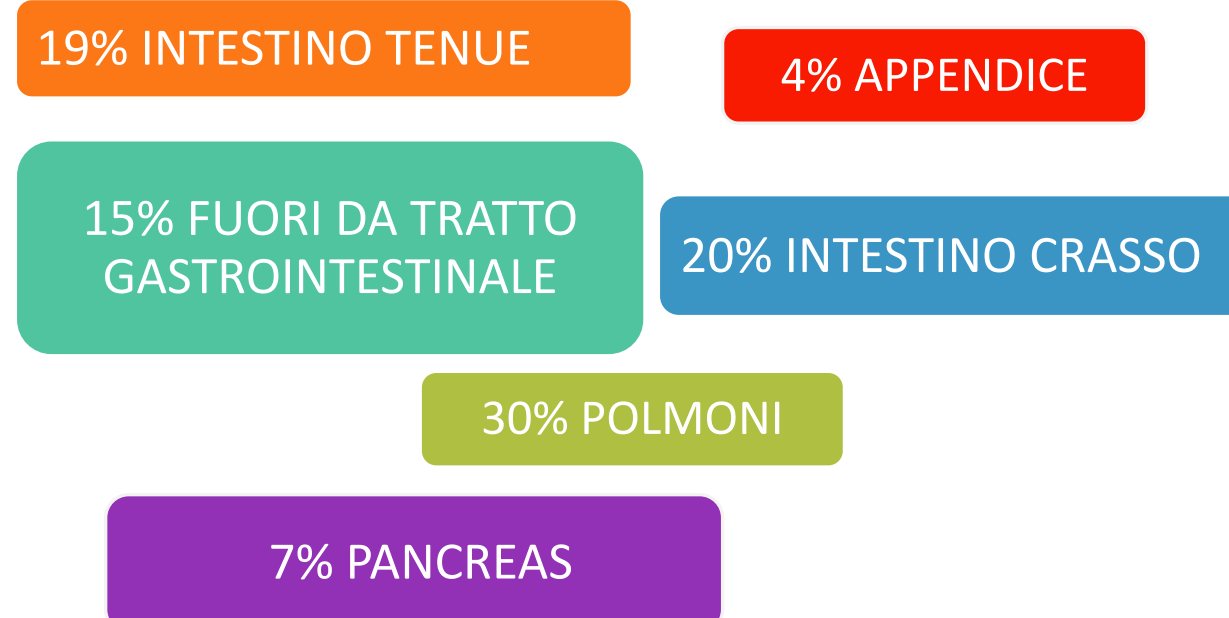 19% INTESTINO TENUE
4% APPENDICE
15% FUORI DA TRATTO
GASTROINTESTINALE
20% INTESTINO CRASSO
30% POLMONI
7% PANCREAS